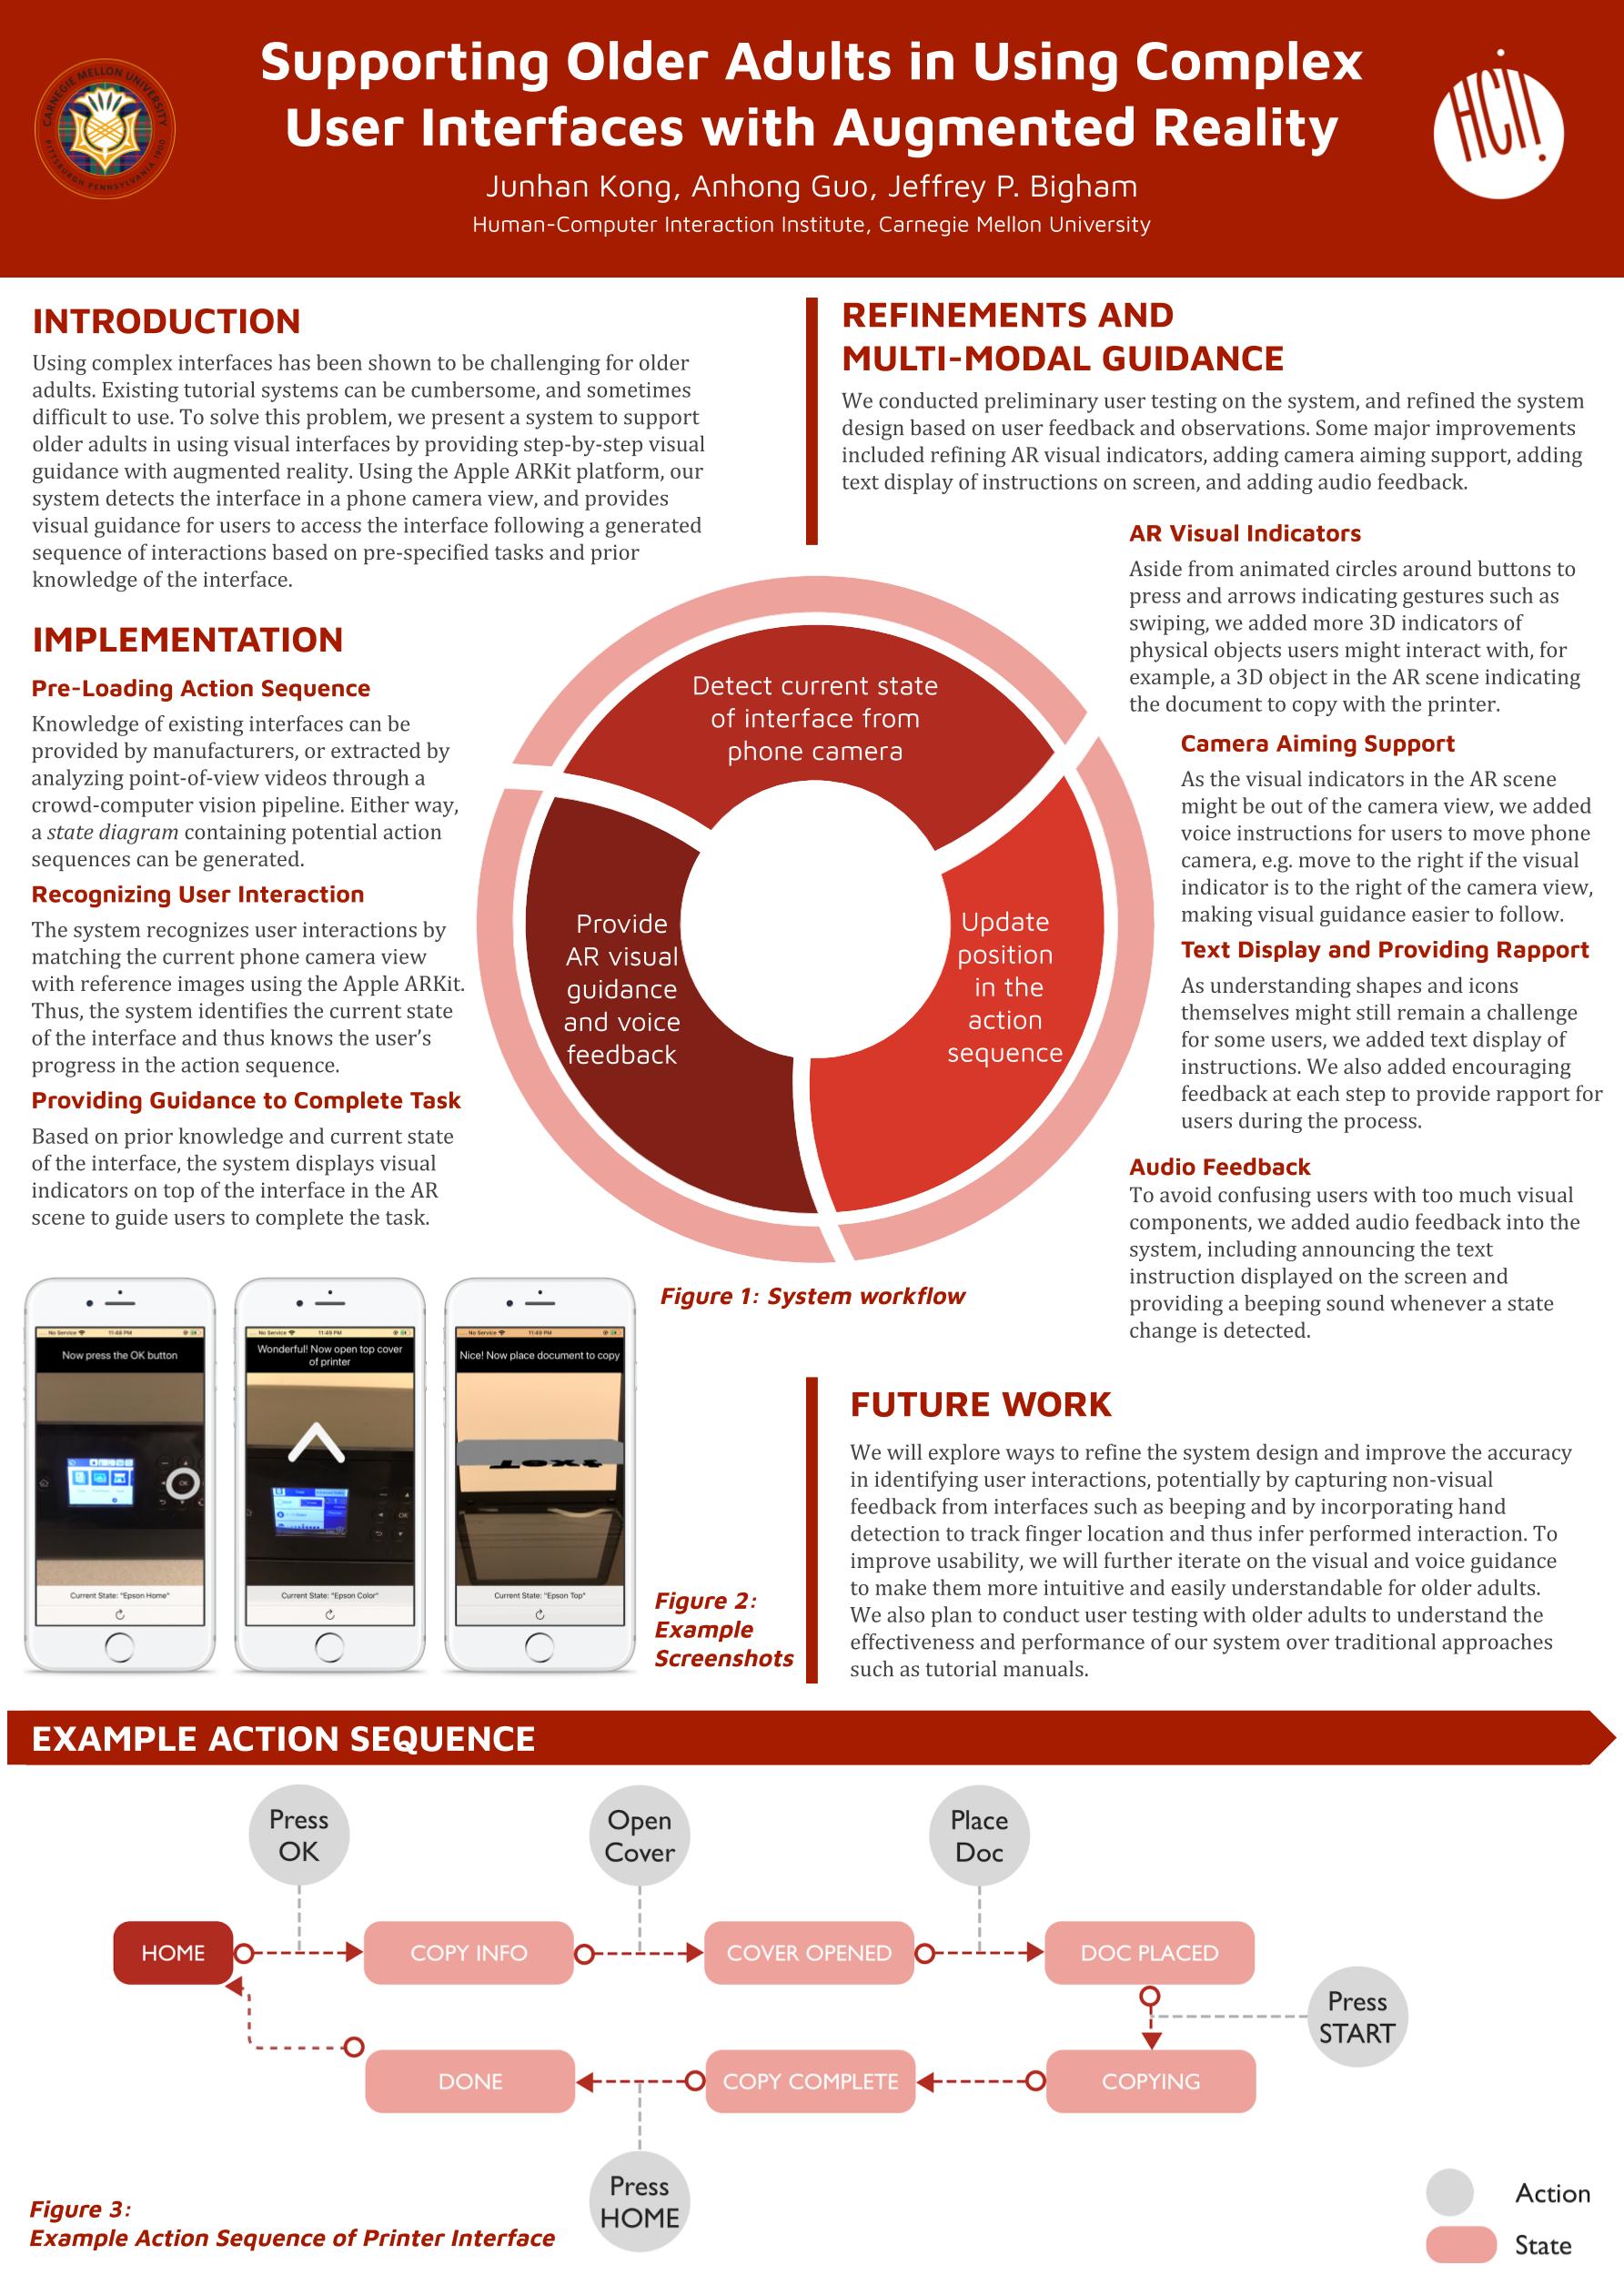 Supporting Older Adults in Using Complex
User Interfaces with Augmented Reality
Junhan Kong, Anhong Guo, Jeffrey P. Bigham
Human-Computer Interaction Institute, Carnegie Mellon University
CARNEGIE MELLON UNIVERSITY
PITTSBURGH PENNSYLVANIA 1900
HCII
INTRODUCTION
Using complex interfaces has been shown to be challenging for older
adults. Existing tutorial systems can be cumbersome, and sometimes
difficult to use. To solve this problem, we present a system to support
older adults in using visual interfaces by providing step-by-step visual
guidance with augmented reality. Using the Apple ARKit platform, our
system detects the interface in a phone camera view, and provides
visual guidance for users to access the interface following a generated
sequence of interactions based on pre-specified tasks and prior
knowledge of the interface.
IMPLEMENTATION
Pre-Loading Action Sequence
Knowledge of existing interfaces can be
provided by manufacturers, or extracted by
analyzing point-of-view videos through a
crowd-computer vision pipeline. Either way,
a state diagram containing potential action
sequences can be generated.
Recognizing User Interaction
The system recognizes user interactions by
matching the current phone camera view
with reference images using the Apple ARKit.
Thus, the system identifies the current state
of the interface and thus knows the user's
progress in the action sequence.
Providing Guidance to Complete Task
Based on prior knowledge and current state
of the interface, the system displays visual
indicators on top of the interface in the AR
scene to guide users to complete the task.
Detect current state
of interface from
phone camera
Update
position
in the
action
sequence
Provide
AR visual
guidance
and voice
feedback
Figure 1: System workflow
No Service 11:48 PM
Now press the OK button
OK
Current State: "Epson Home"
No Service 11:49 PM
Wonderful! Now open top cover
of printer
OK
Current State: "Epson Color"
No Service 11:49 PM
Nice! Now place document to copy
Text
Current State: "Epson Top"
Figure 2:
Example
Screenshots
REFINEMENTS AND
MULTI-MODAL GUIDANCE
We conducted preliminary user testing on the system, and refined the system
design based on user feedback and observations. Some major improvements
included refining AR visual indicators, adding camera aiming support, adding
text display of instructions on screen, and adding audio feedback.
AR Visual Indicators
Aside from animated circles around buttons to
press and arrows indicating gestures such as
swiping, we added more 3D indicators of
physical objects users might interact with, for
example, a 3D object in the AR scene indicating
the document to copy with the printer.
Camera Aiming Support
As the visual indicators in the AR scene
might be out of the camera view, we added
voice instructions for users to move phone
camera, e.g. move to the right if the visual
indicator is to the right of the camera view,
making visual guidance easier to follow.
Text Display and Providing Rapport
As understanding shapes and icons
themselves might still remain a challenge
for some users, we added text display of
instructions. We also added encouraging
feedback at each step to provide rapport for
users during the process.
Audio Feedback
To avoid confusing users with too much visual
components, we added audio feedback into the
system, including announcing the text
instruction displayed on the screen and
providing a beeping sound whenever a state
change is detected.
FUTURE WORK
We will explore ways to refine the system design and improve the accuracy
in identifying user interactions, potentially by capturing non-visual
feedback from interfaces such as beeping and by incorporating hand
detection to track finger location and thus infer performed interaction. To
improve usability, we will further iterate on the visual and voice guidance
to make them more intuitive and easily understandable for older adults.
We also plan to conduct user testing with older adults to understand the
effectiveness and performance of our system over traditional approaches
such as tutorial manuals.
EXAMPLE ACTION SEQUENCE
Press
OK
Open
Cover
Place
Doc
HOME
COPY INFO
COVER OPENED
DOC PLACED
Press
START
DONE
COPY COMPLETE
COPYING
Press
HOME
Figure 3:
Example Action Sequence of Printer Interface
Action
State